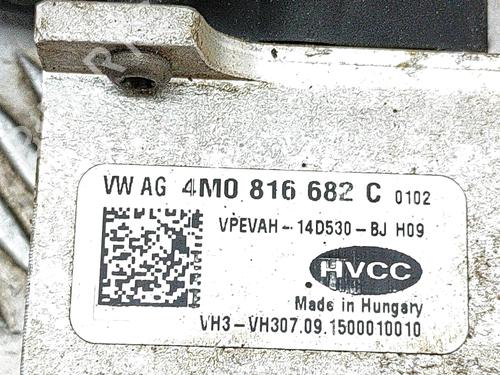 VW AG 4M0 816 682 C 0102
VPEVAH-14D530-BJ H09
HVCC
Made in Hungary
VH3-VH307.09.1500010010